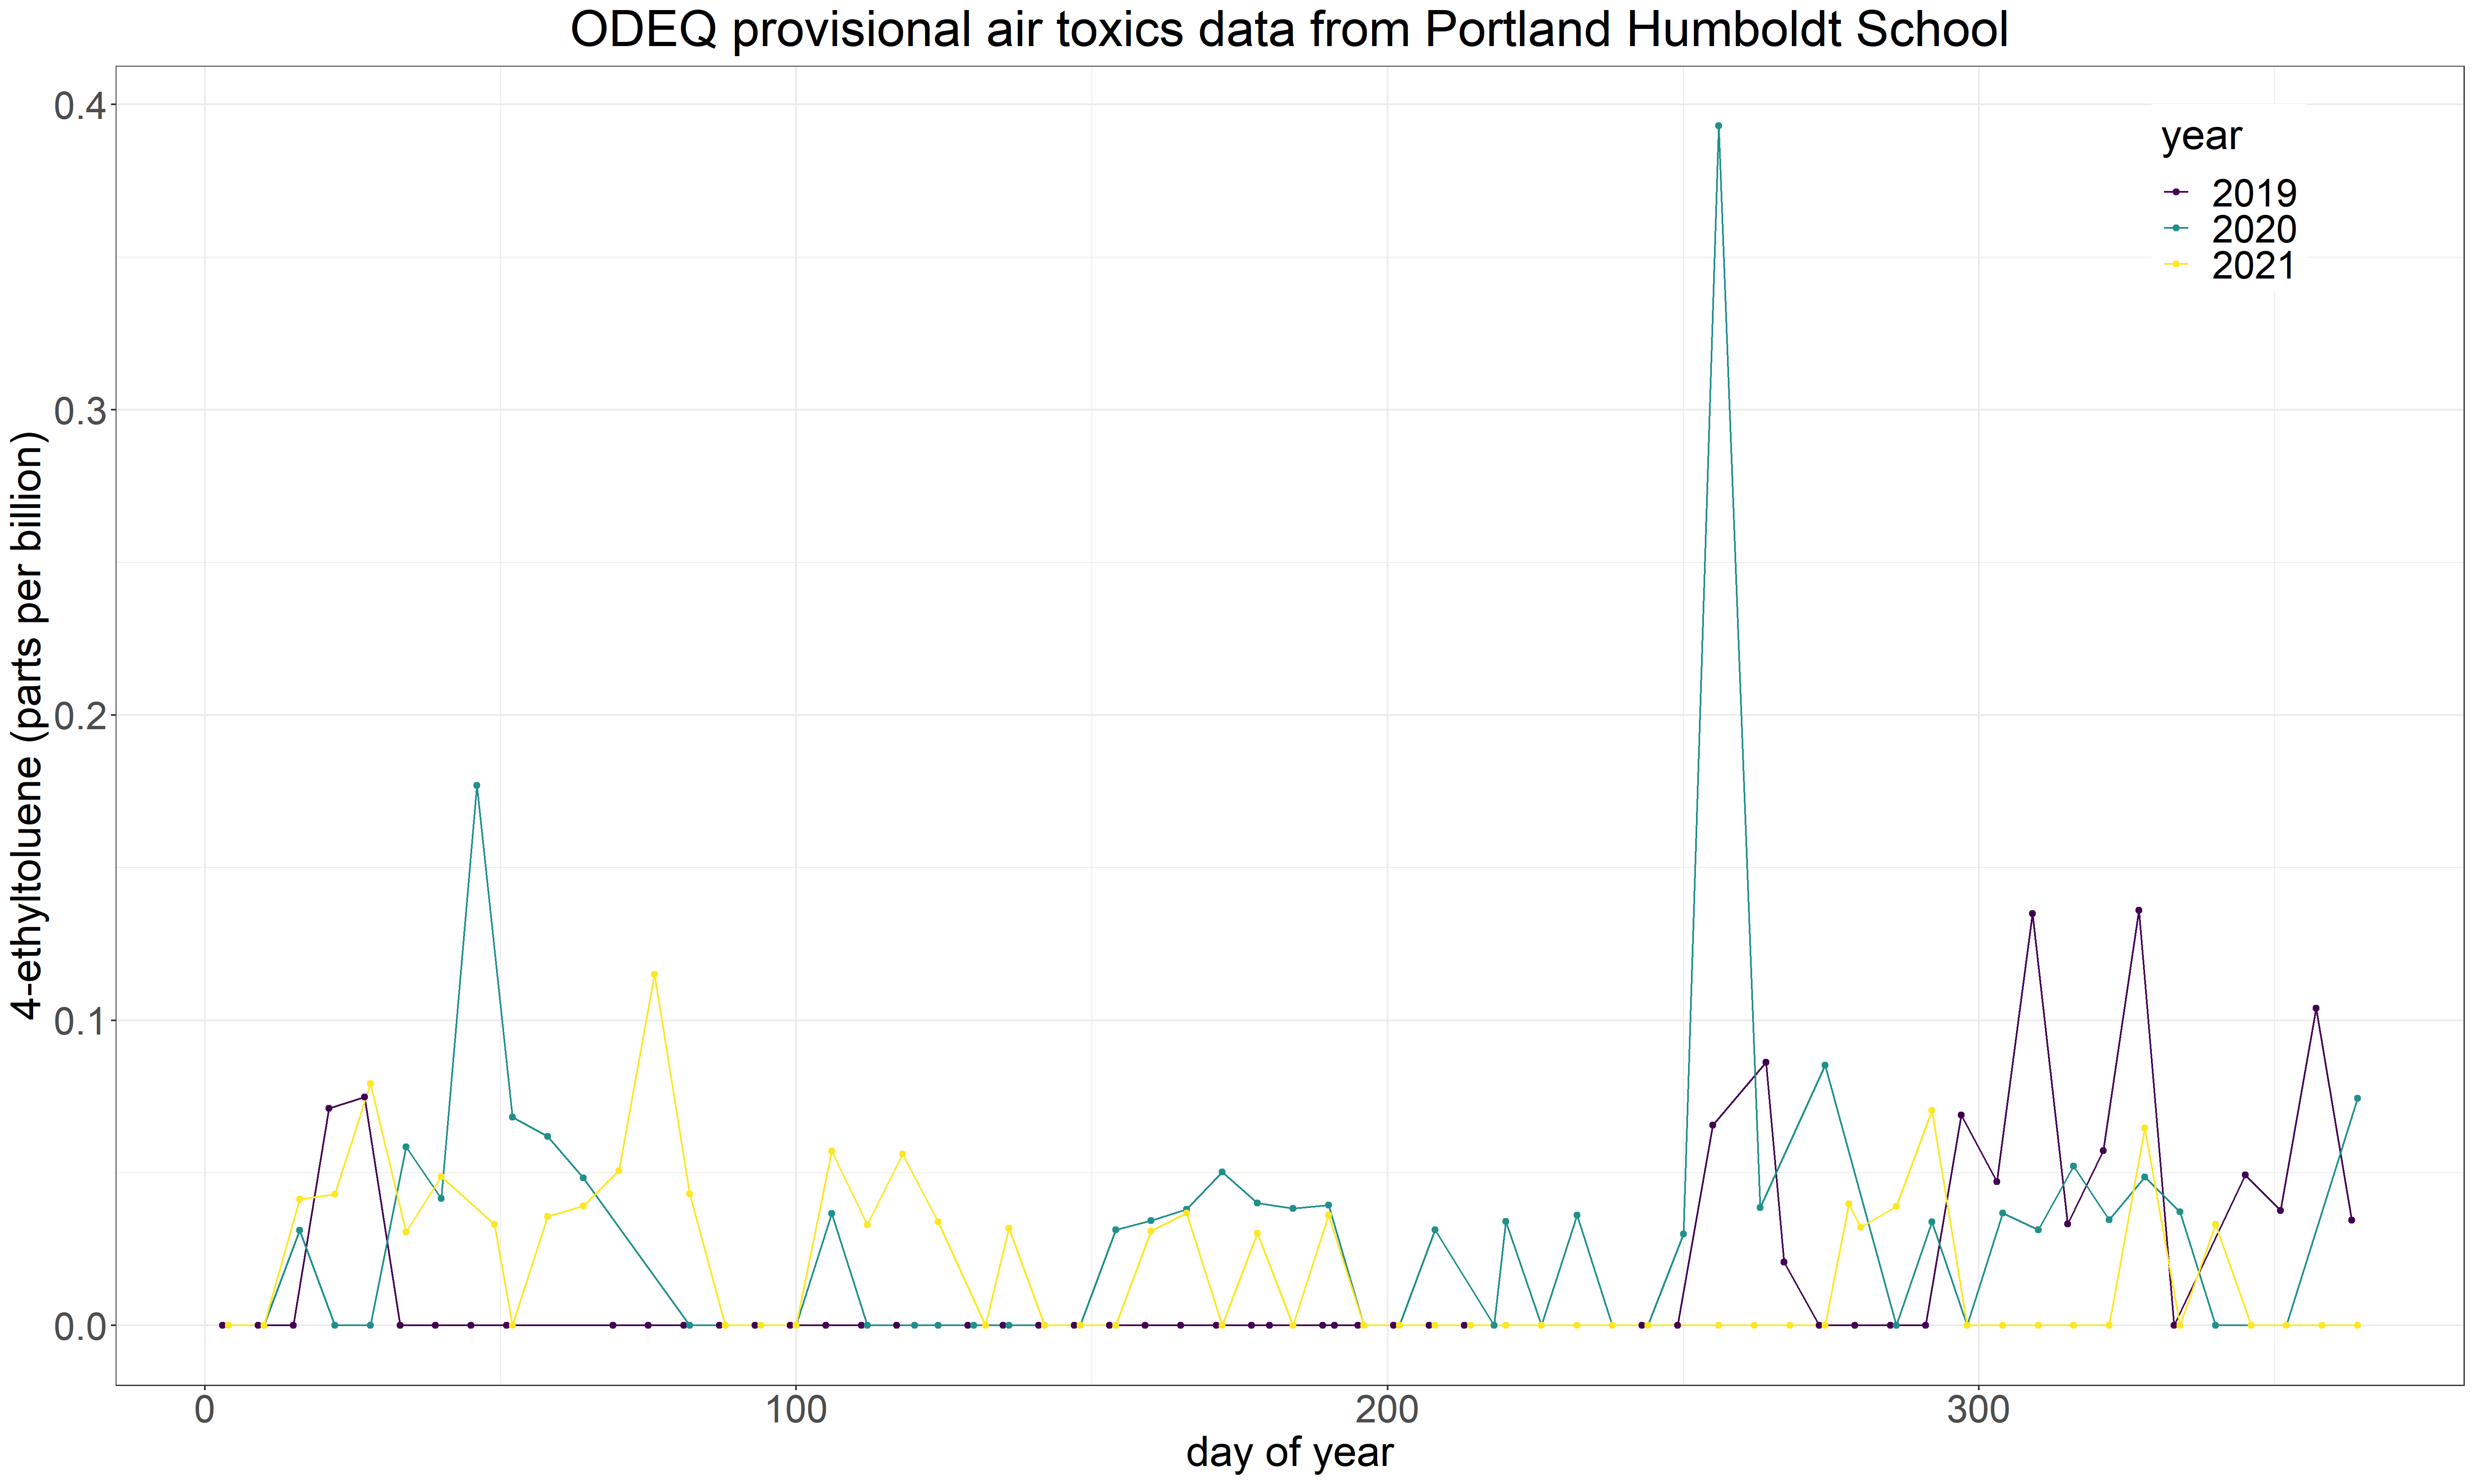 ODEQ provisional air toxics data from Portland Humboldt School
4-ethyltoluene (parts per billion)
0.4
0.3
0.2
0.1
0.0
year
2019
2020
2021
0 100 200 300
day of year